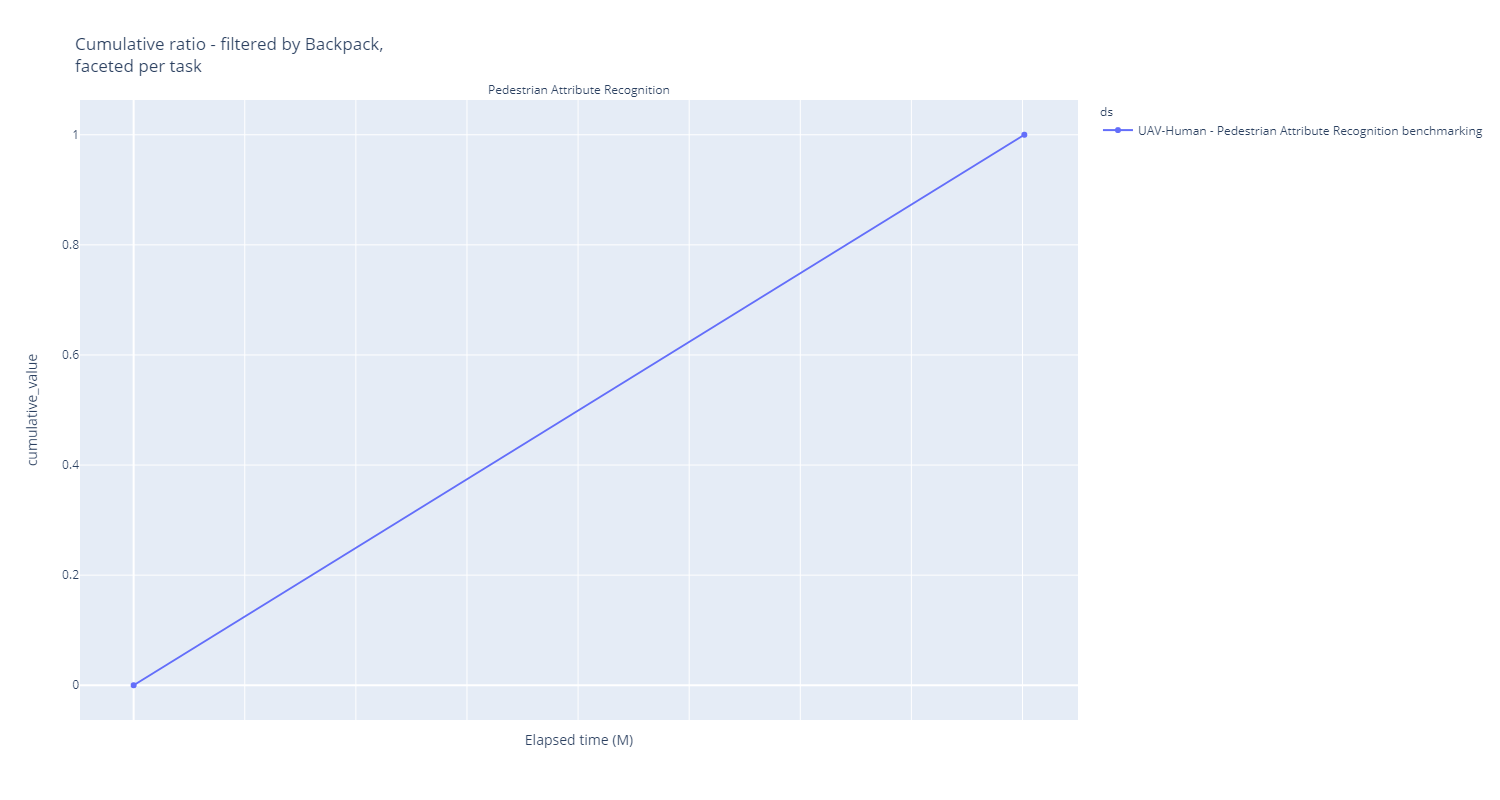 Cumulative ratio - filtered by Backpack,
faceted per task
Pedestrian Attribute Recognition
ds
UAV-Human - Pedestrian Attribute Recognition benchmarking
1
0.8
0.6
0.4
0.2
0
cumulative_value
Elapsed time (M)